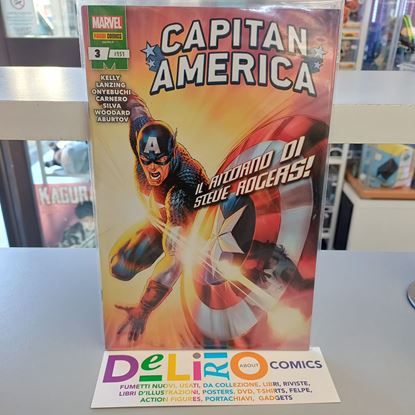 MARVEL
PANINI COMICS
3 #151
CAPITAN
AMERICA
KELLY
LANZING
ONYEBUCHI
CARNERO
SILVA
WOODARD
ABURTOV
IL RITORNO DI
STEVE ROGERS!
KAGURA
DeLiRiO ABOUT COMICS
FUMETTI NUOVI, USATI, DA COLLEZIONE, LIBRI, RIVISTE,
LIBRI D'ILLUSTRAZIONI, POSTERS, DVD, T-SHIRTS, FELPE,
ACTION FIGURES, PORTACHIAVI, GADGETS